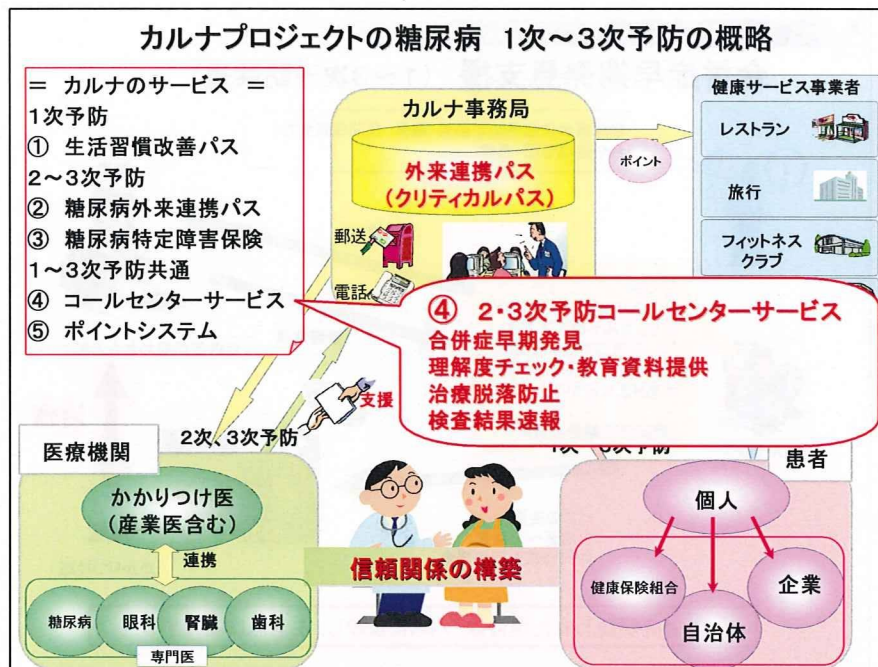 カルナプロジェクトの糖尿病 1次～3次予防の概略
＝ カルナのサービス ＝
1次予防
① 生活習慣改善パス
2～3次予防
② 糖尿病外来連携パス
③ 糖尿病特定障害保険
1～3次予防共通
④ コールセンターサービス
⑤ ポイントシステム
カルナ事務局
外来連携パス
(クリティカルパス)
郵送
電話
ポイント
健康サービス事業者
レストラン
旅行
フィットネス
クラブ
④ 2・3次予防コールセンターサービス
合併症早期発見
理解度チェック・教育資料提供
治療脱落防止
検査結果速報
支援
2次、3次予防
医療機関
かかりつけ医
(産業医含む)
連携
糖尿病
眼科
腎臓
歯科
専門医
信頼関係の構築
患者
個人
健康保険組合
自治体
企業